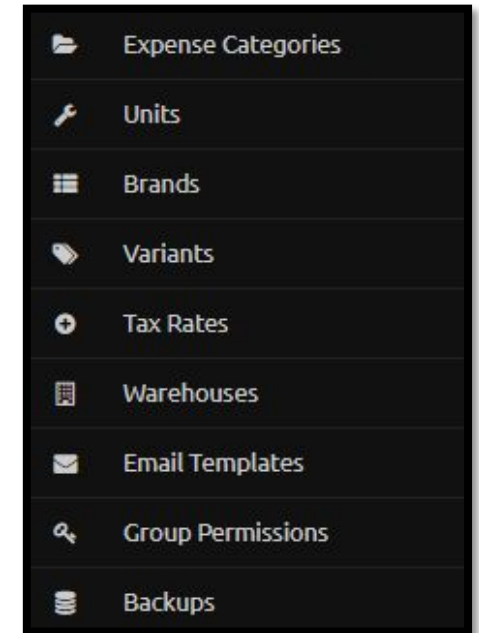 Expense Categories
Units
Brands
Variants
Tax Rates
Warehouses
Email Templates
Group Permissions
Backups